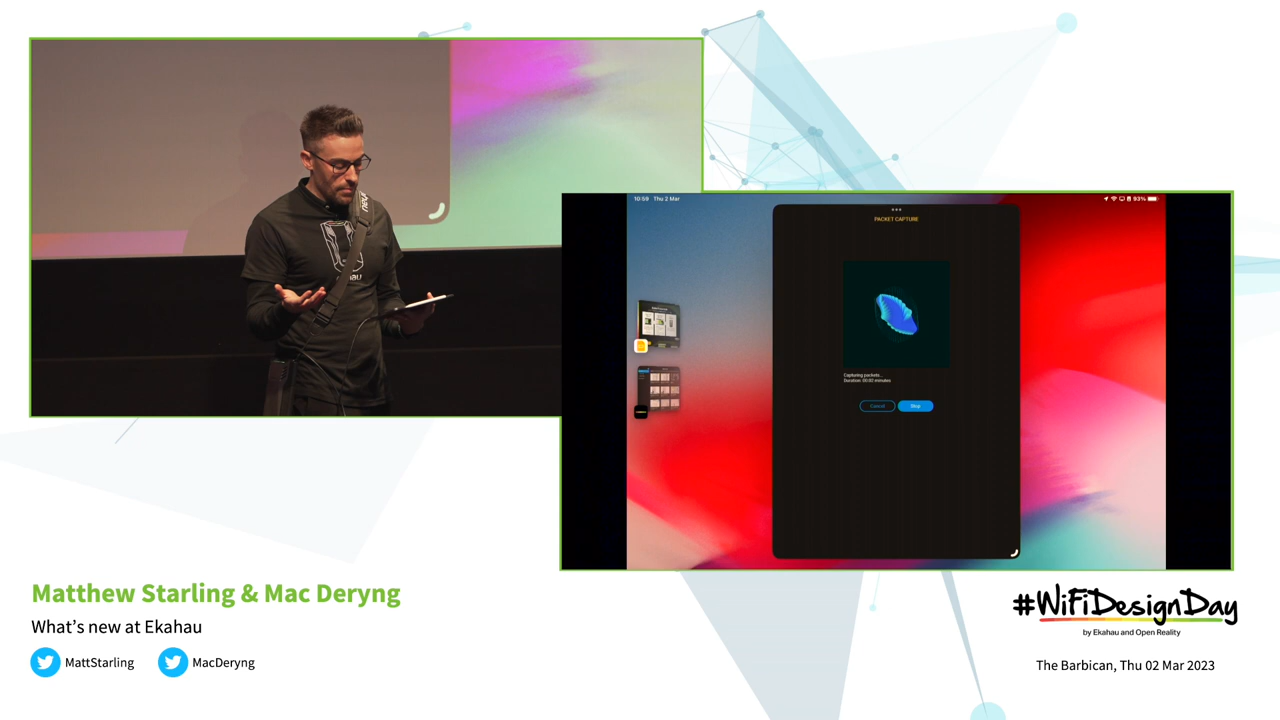 neye
au
10:59 Thu 2 Mar
93%
PACKET CAPTURE
Capturing packets...
Duration: 00:02 minutes
Cancel
Stop
Matthew Starling & Mac Deryng
What's new at Ekahau
MattStarling
MacDeryng
#WiFiDesignDay
by Ekahau and Open Reality
The Barbican, Thu 02 Mar 2023